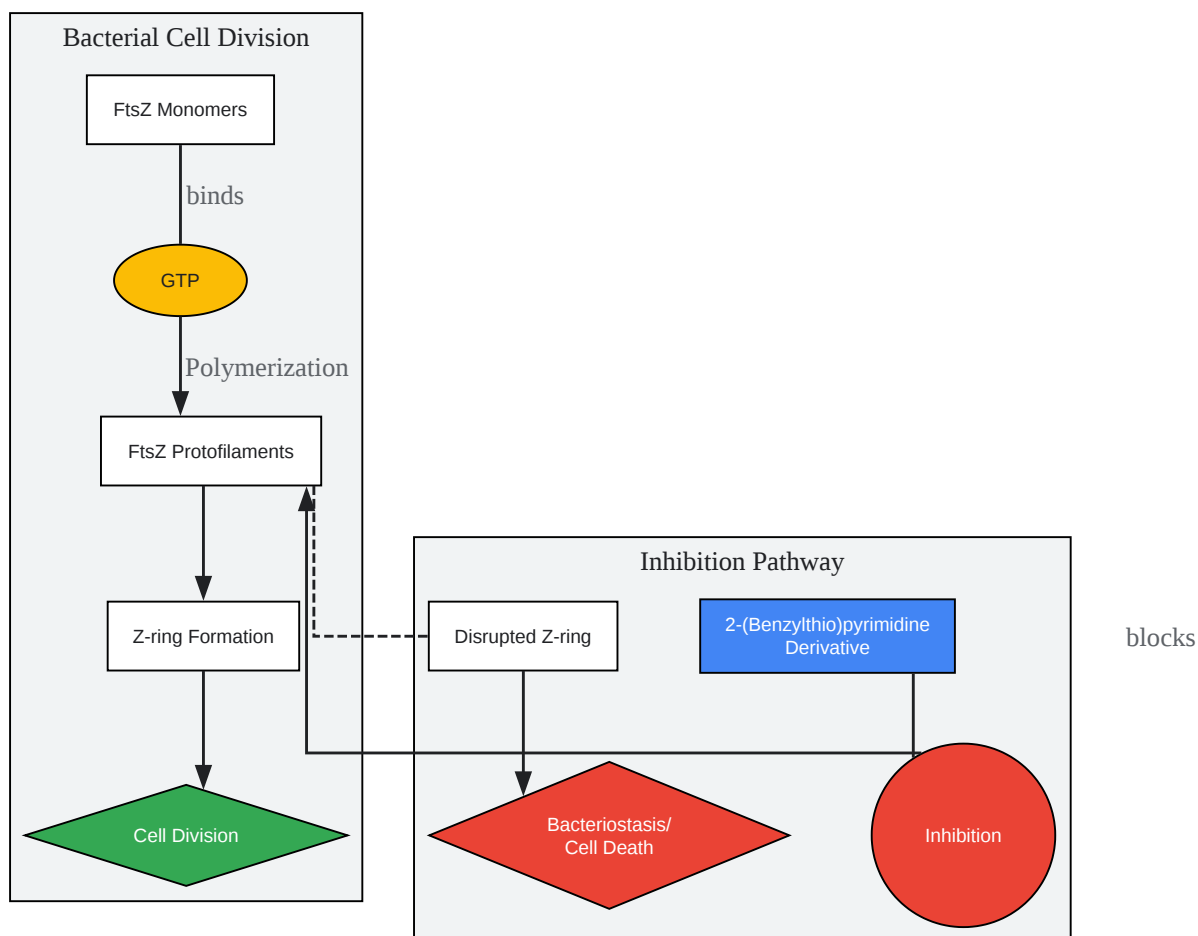 Bacterial Cell Division
FtsZ Monomers
binds
GTP
Polymerization
FtsZ Protofilaments
Z-ring Formation
Cell Division
Inhibition Pathway
Disrupted Z-ring
2-(Benzylthio)pyrimidine
Derivative
blocks
Bacteriostasis/
Cell Death
Inhibition